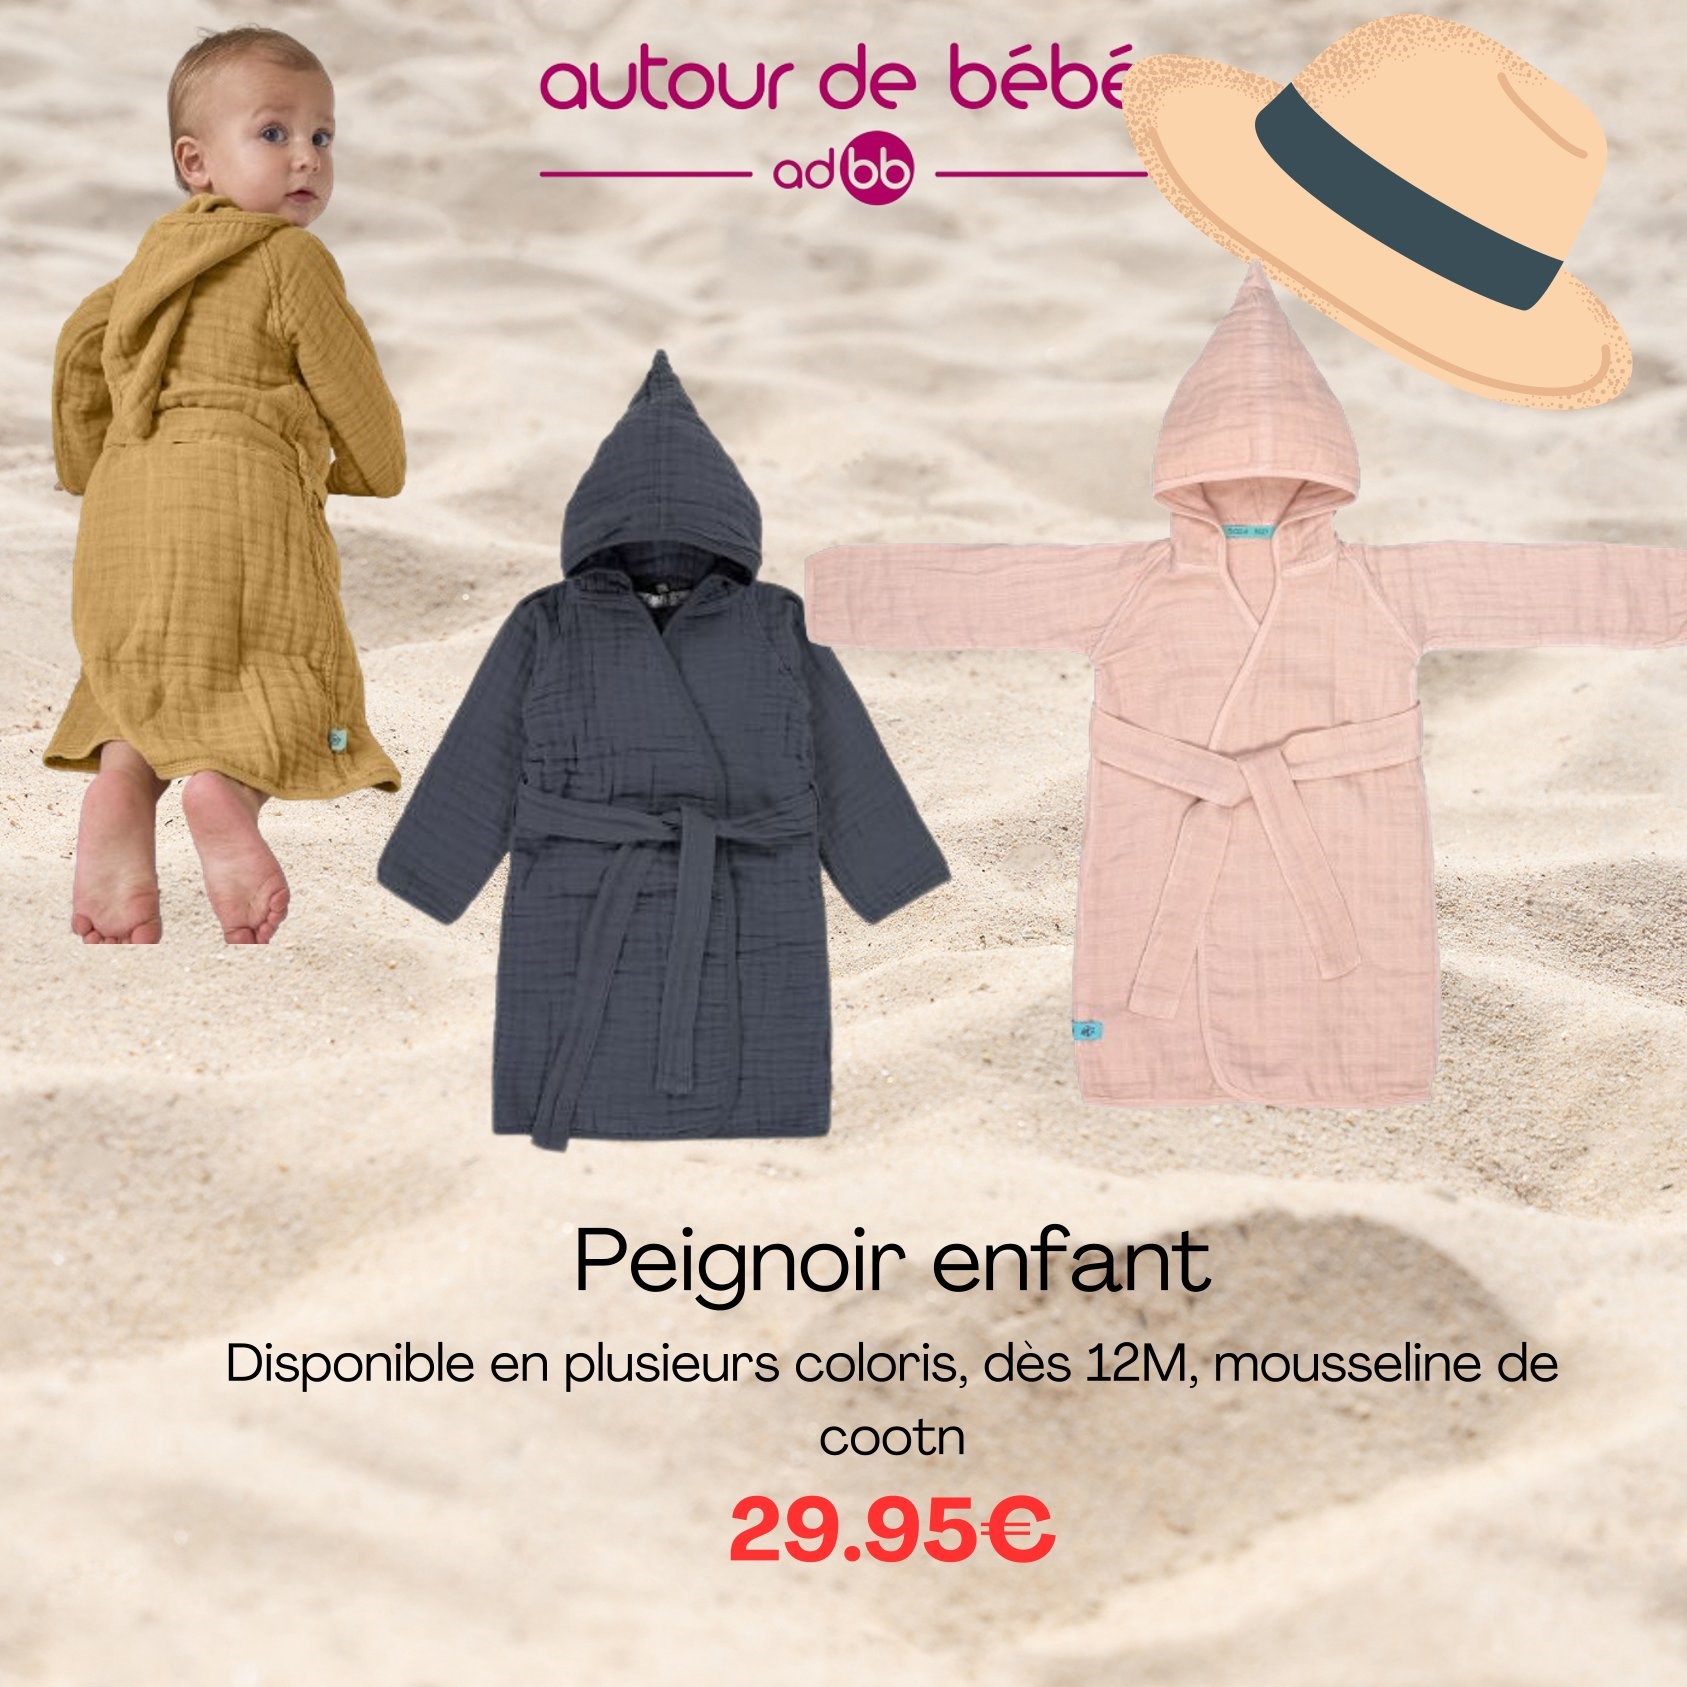 autour de bébé
adbb
Peignoir enfant
Disponible en plusieurs coloris, dès 12M, mousseline de
cootn
29.95€